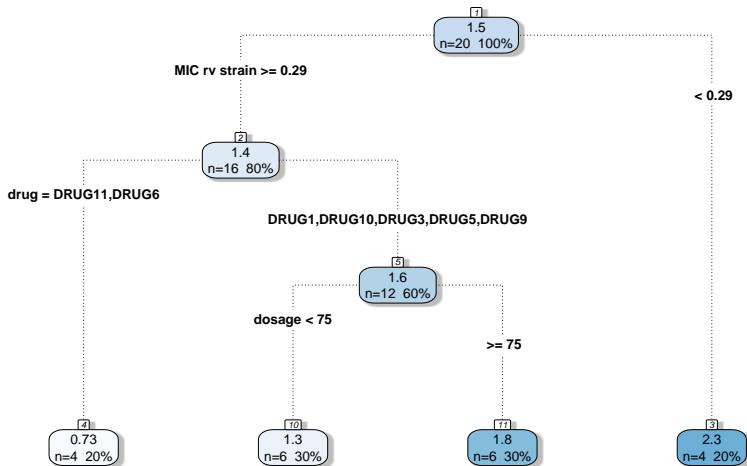 1
1.5
n=20 100%
MIC rv strain >= 0.29
< 0.29
2
1.4
n=16 80%
drug = DRUG11,DRUG6
DRUG1,DRUG10,DRUG3,DRUG5,DRUG9
5
1.6
n=12 60%
dosage < 75
>= 75
4
0.73
n=4 20%
10
1.3
n=6 30%
11
1.8
n=6 30%
3
2.3
n=4 20%